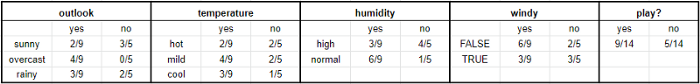 outlook temperature humidity windy play?
yes no yes no yes no yes no yes no
sunny 2/9 3/5 hot 2/9 2/5 high 3/9 4/5 FALSE 6/9 2/5 9/14 5/14
overcast 4/9 0/5 mild 4/9 2/5 normal 6/9 1/5 TRUE 3/9 3/5
rainy 3/9 2/5 cool 3/9 1/5